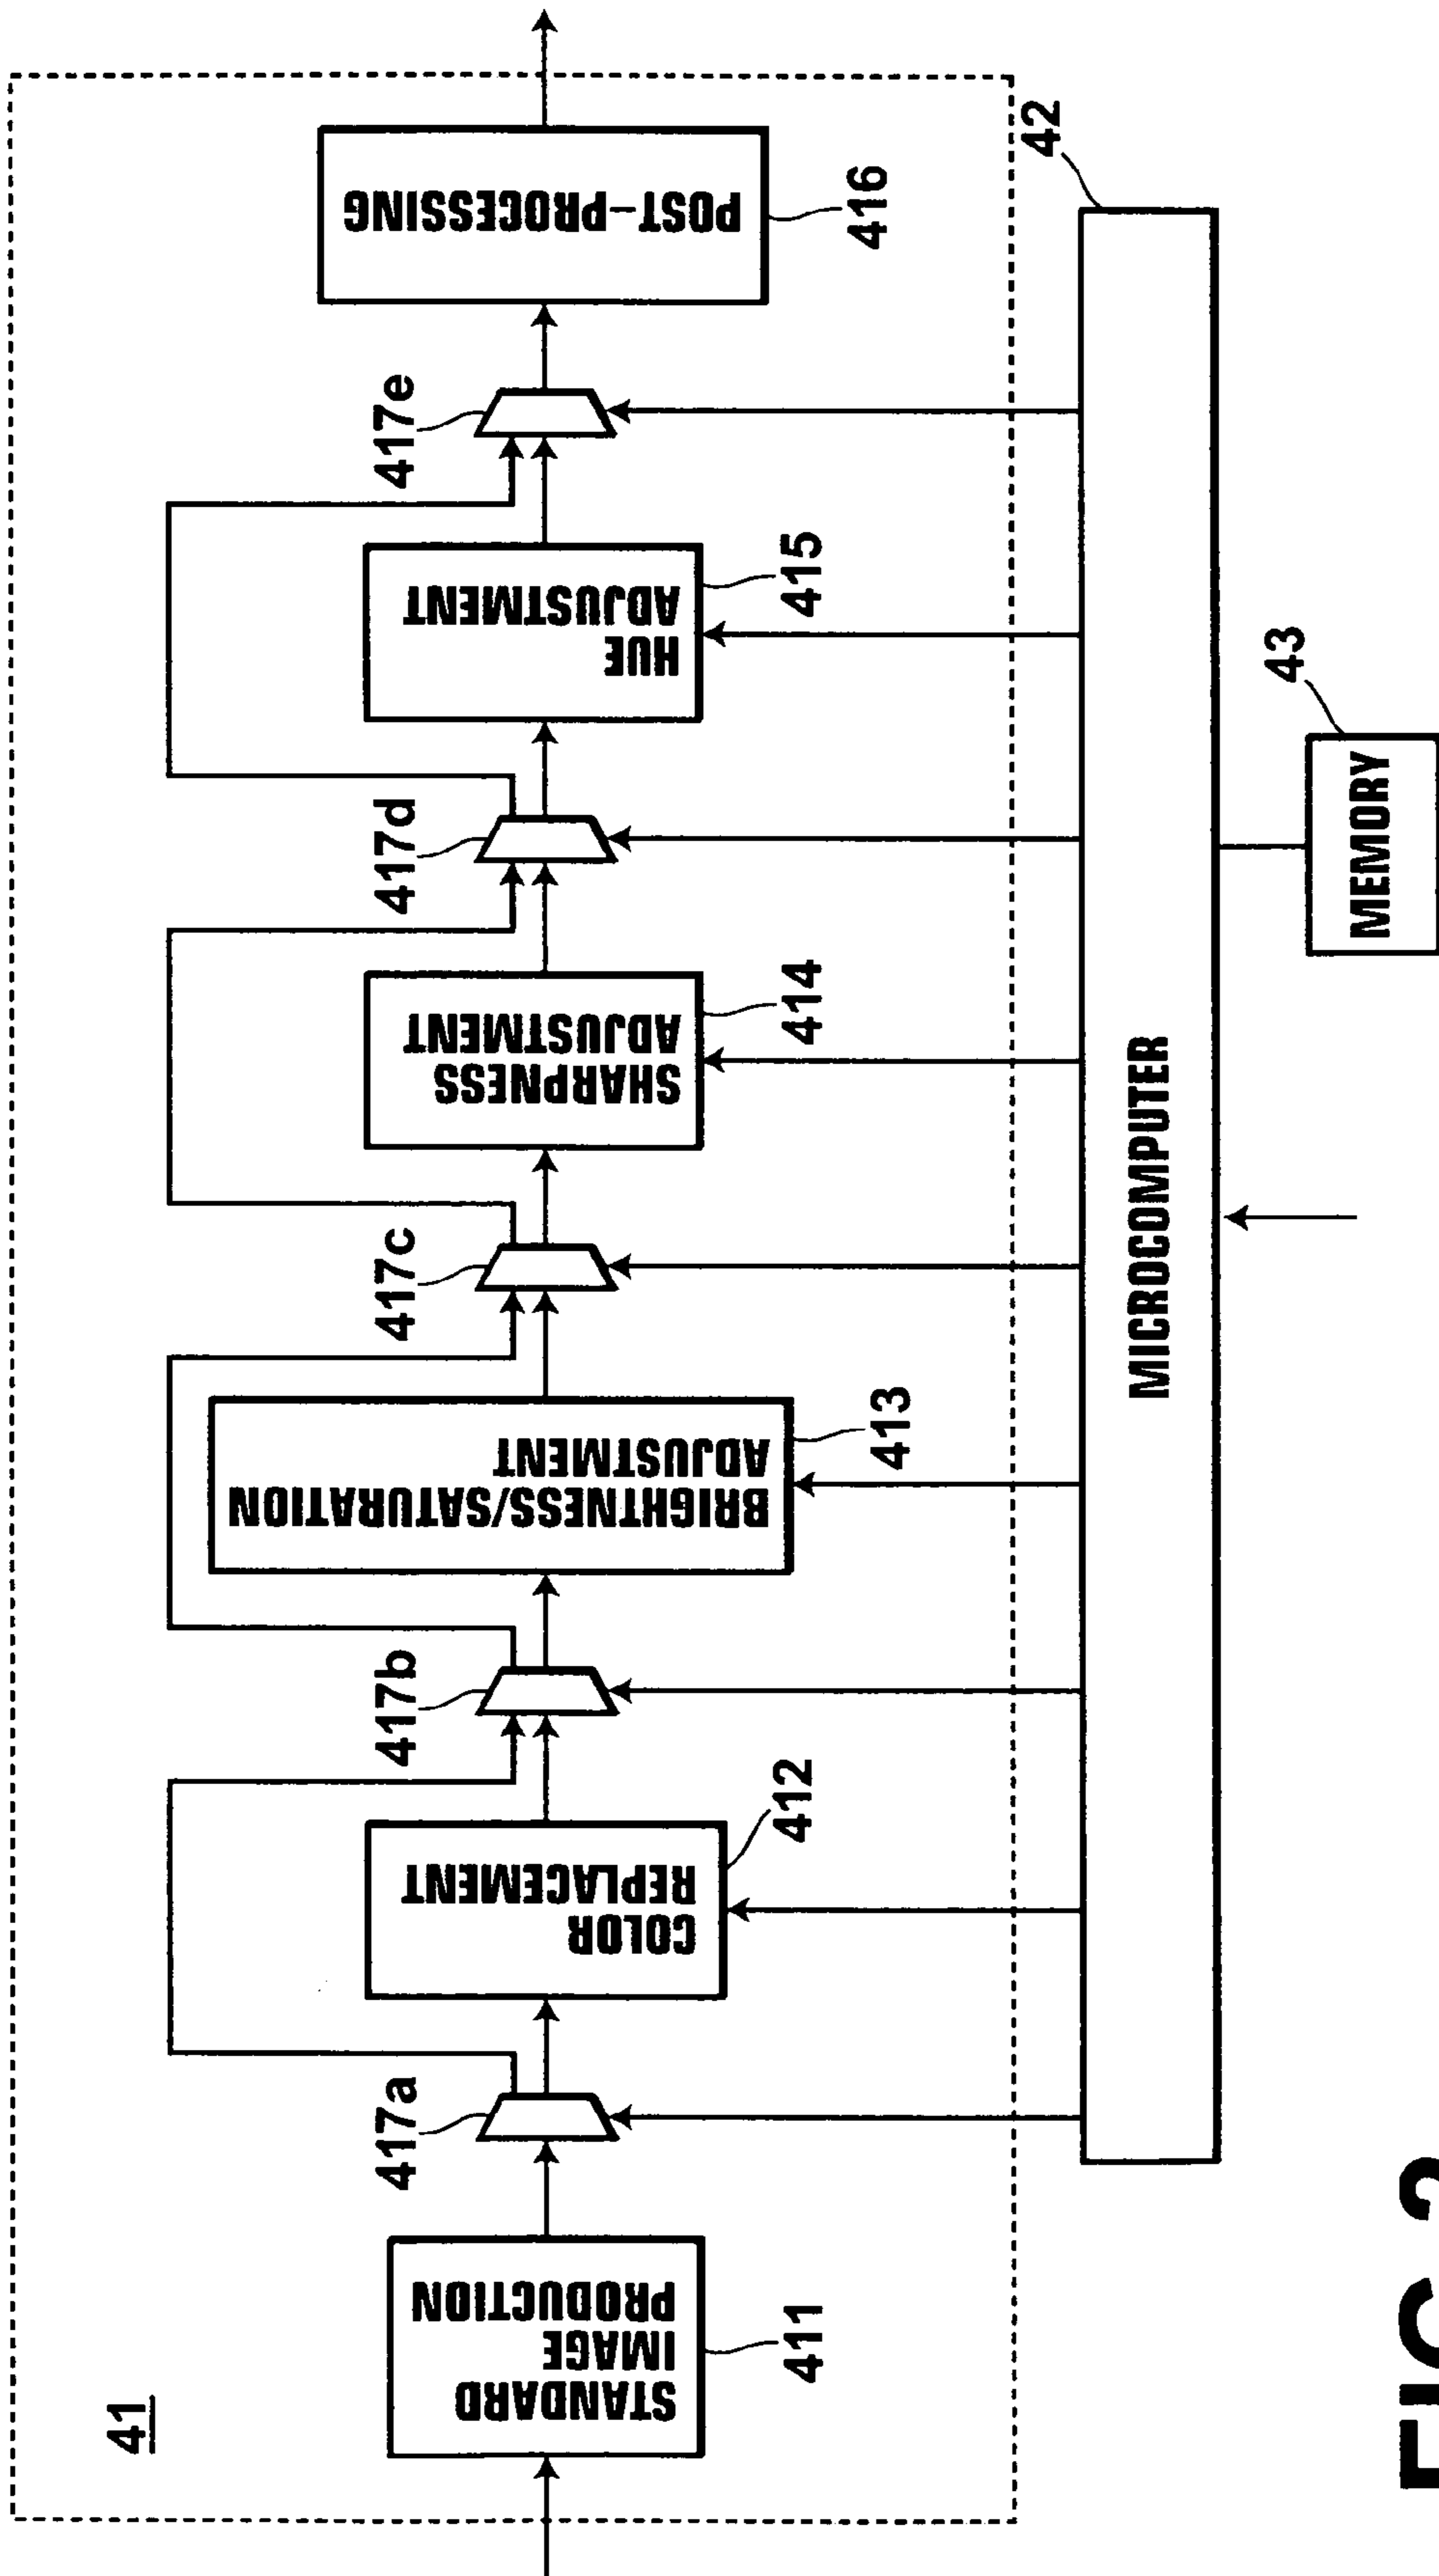 41
STANDARD
IMAGE
PRODUCTION
411
417a
COLOR
REPLACEMENT
412
417b
BRIGHTNESS/SATURATION
ADJUSTMENT
413
417c
SHARPNESS
ADJUSTMENT
414
417d
HUE
ADJUSTMENT
415
417e
POST-PROCESSING
416
MICROCOMPUTER
42
MEMORY
43
FIG